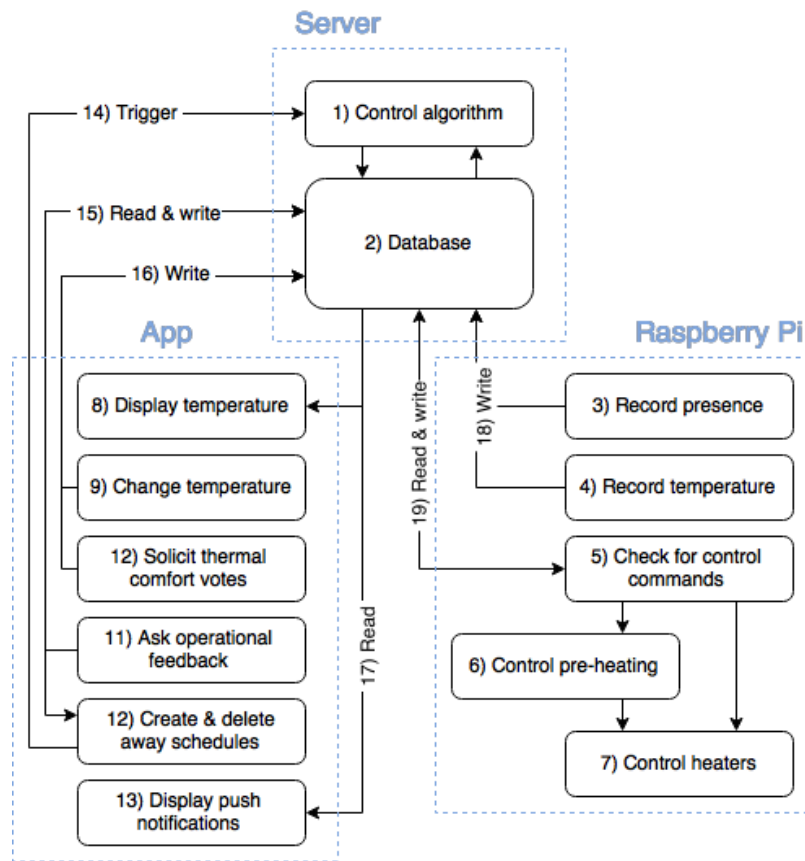 Server
14) Trigger
1) Control algorithm
15) Read & write
2) Database
16) Write
App
Raspberry Pi
8) Display temperature
3) Record presence
18) Write
19) Read & write
9) Change temperature
4) Record temperature
12) Solicit thermal
comfort votes
5) Check for control
commands
11) Ask operational
feedback
17) Read
6) Control pre-heating
12) Create & delete
away schedules
7) Control heaters
13) Display push
notifications